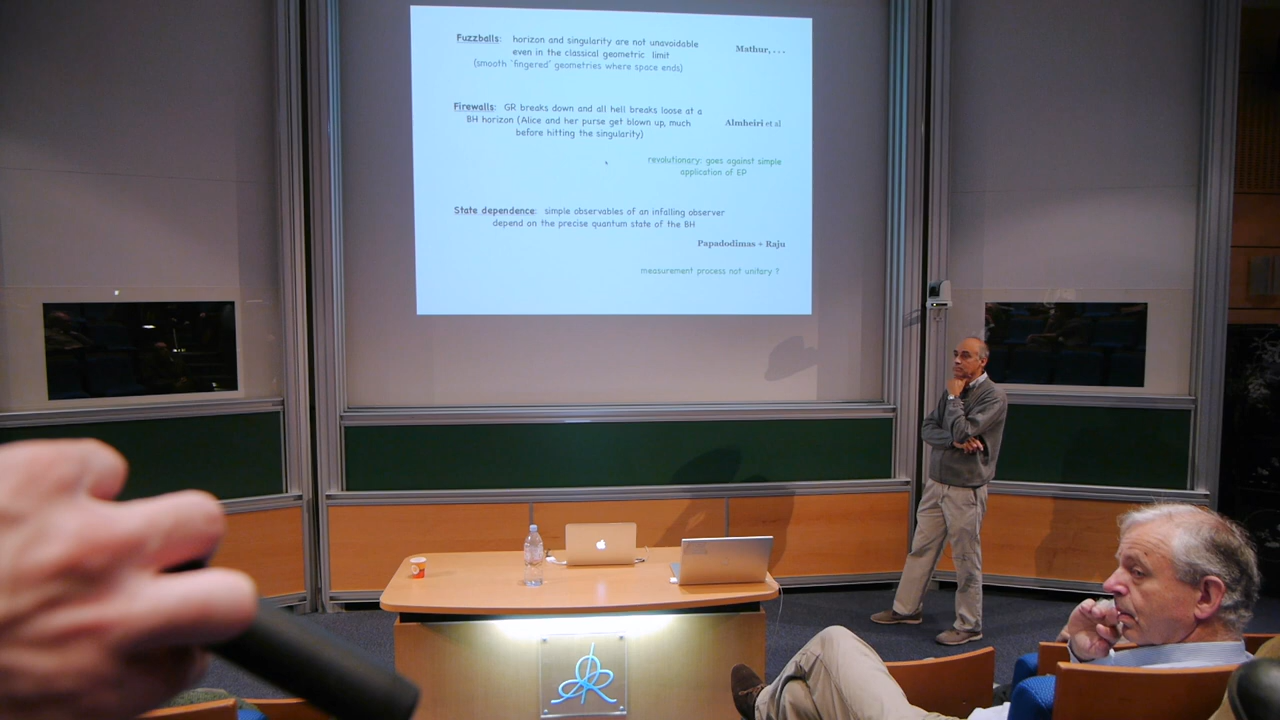 Fuzzballs: horizon and singularity are not unavoidable
even in the classical geometric limit
(smooth 'fingered' geometries where space ends)
Mathur, . . .
Firewalls: GR breaks down and all hell breaks loose at a
BH horizon (Alice and her purse get blown up, much
before hitting the singularity)
Almheiri et al
revolutionary: goes against simple
application of EP
State dependence: simple observables of an infalling observer
depend on the precise quantum state of the BH
Papadodimas + Raju
measurement process not unitary ?